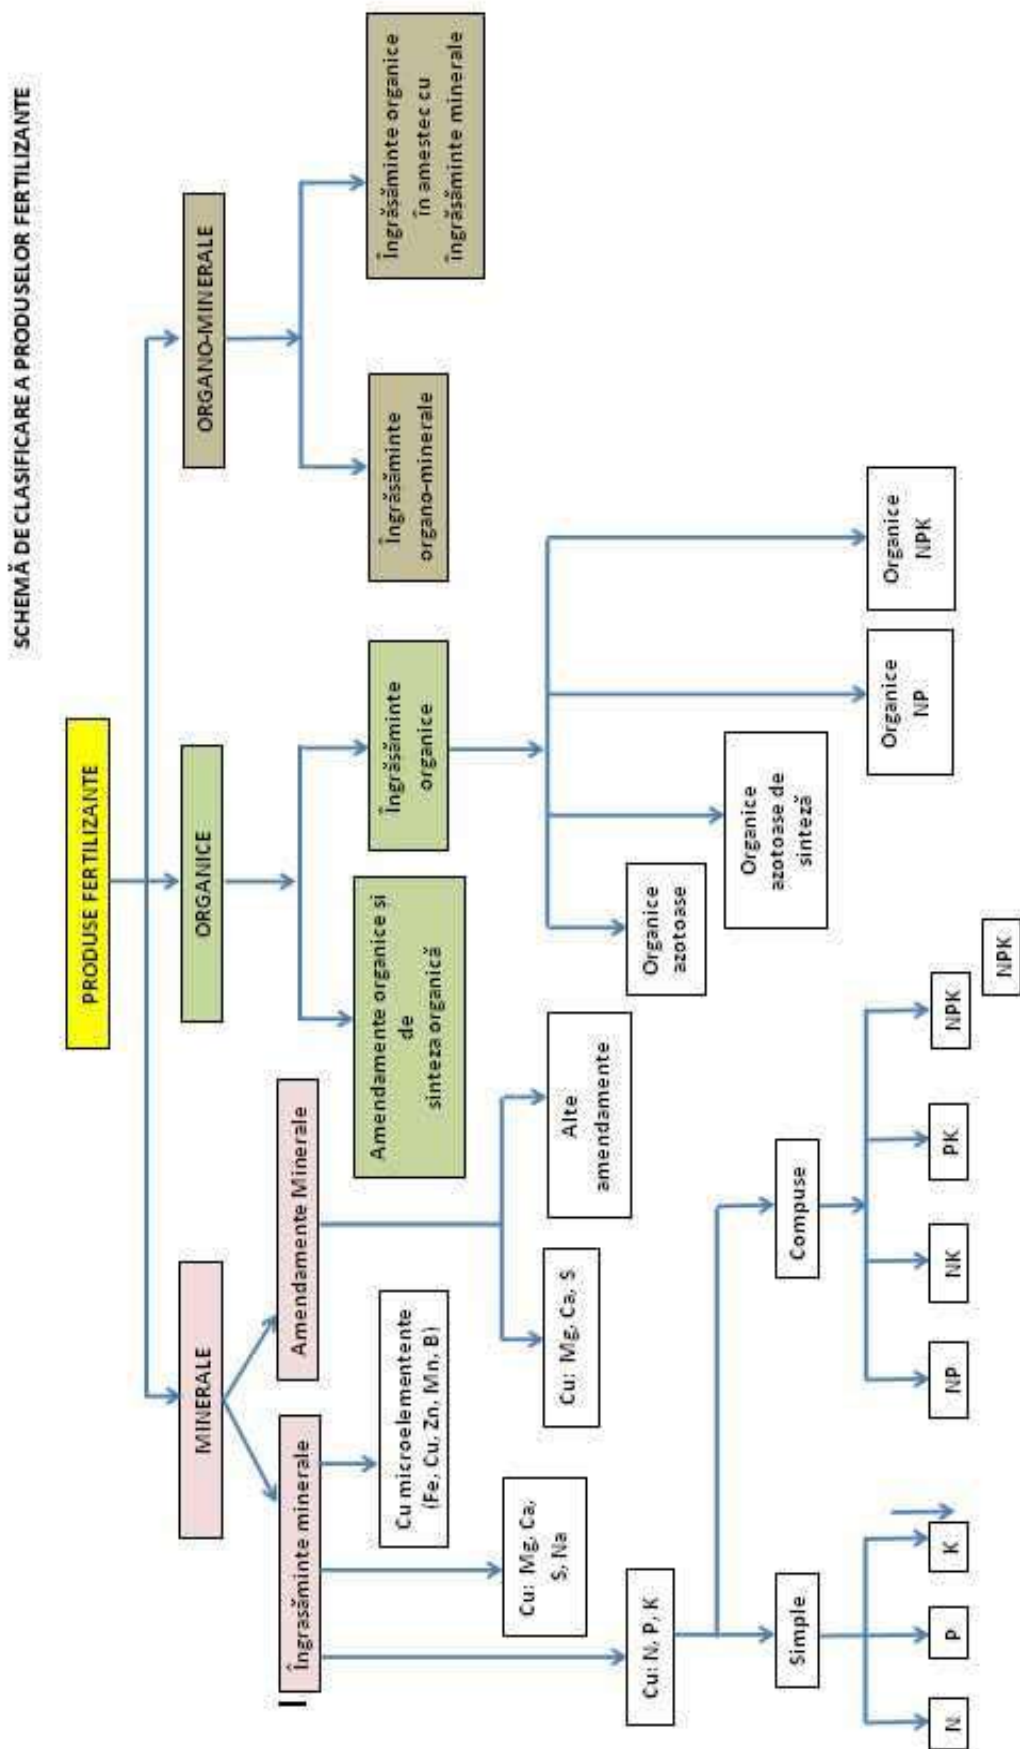 SCHEMĂ DE CLASIFICARE A PRODUSELOR FERTILIZANTE
PRODUSE FERTILIZANTE
MINERALE
ORGANICE
ORGANO-MINERALE
Îngrășăminte minerale
Amendamente Minerale
Amendamente organice și
de
sinteza organică
Îngrășăminte
organice
Îngrășăminte
organo-minerale
Îngrășăminte organice
în amestec cu
îngrășăminte minerale
Cu microelementente
(Fe, Cu, Zn, Mn, B)
Cu: Mg, Ca,
S, Na
Cu: Mg, Ca, S
Alte
amendamente
Cu: N, P, K
Organice
azotoase
Organice
azotoase de
sinteză
Organice
NP
Organice
NPK
Simple
Compuse
N
P
K
NP
NK
PK
NPK
NPK